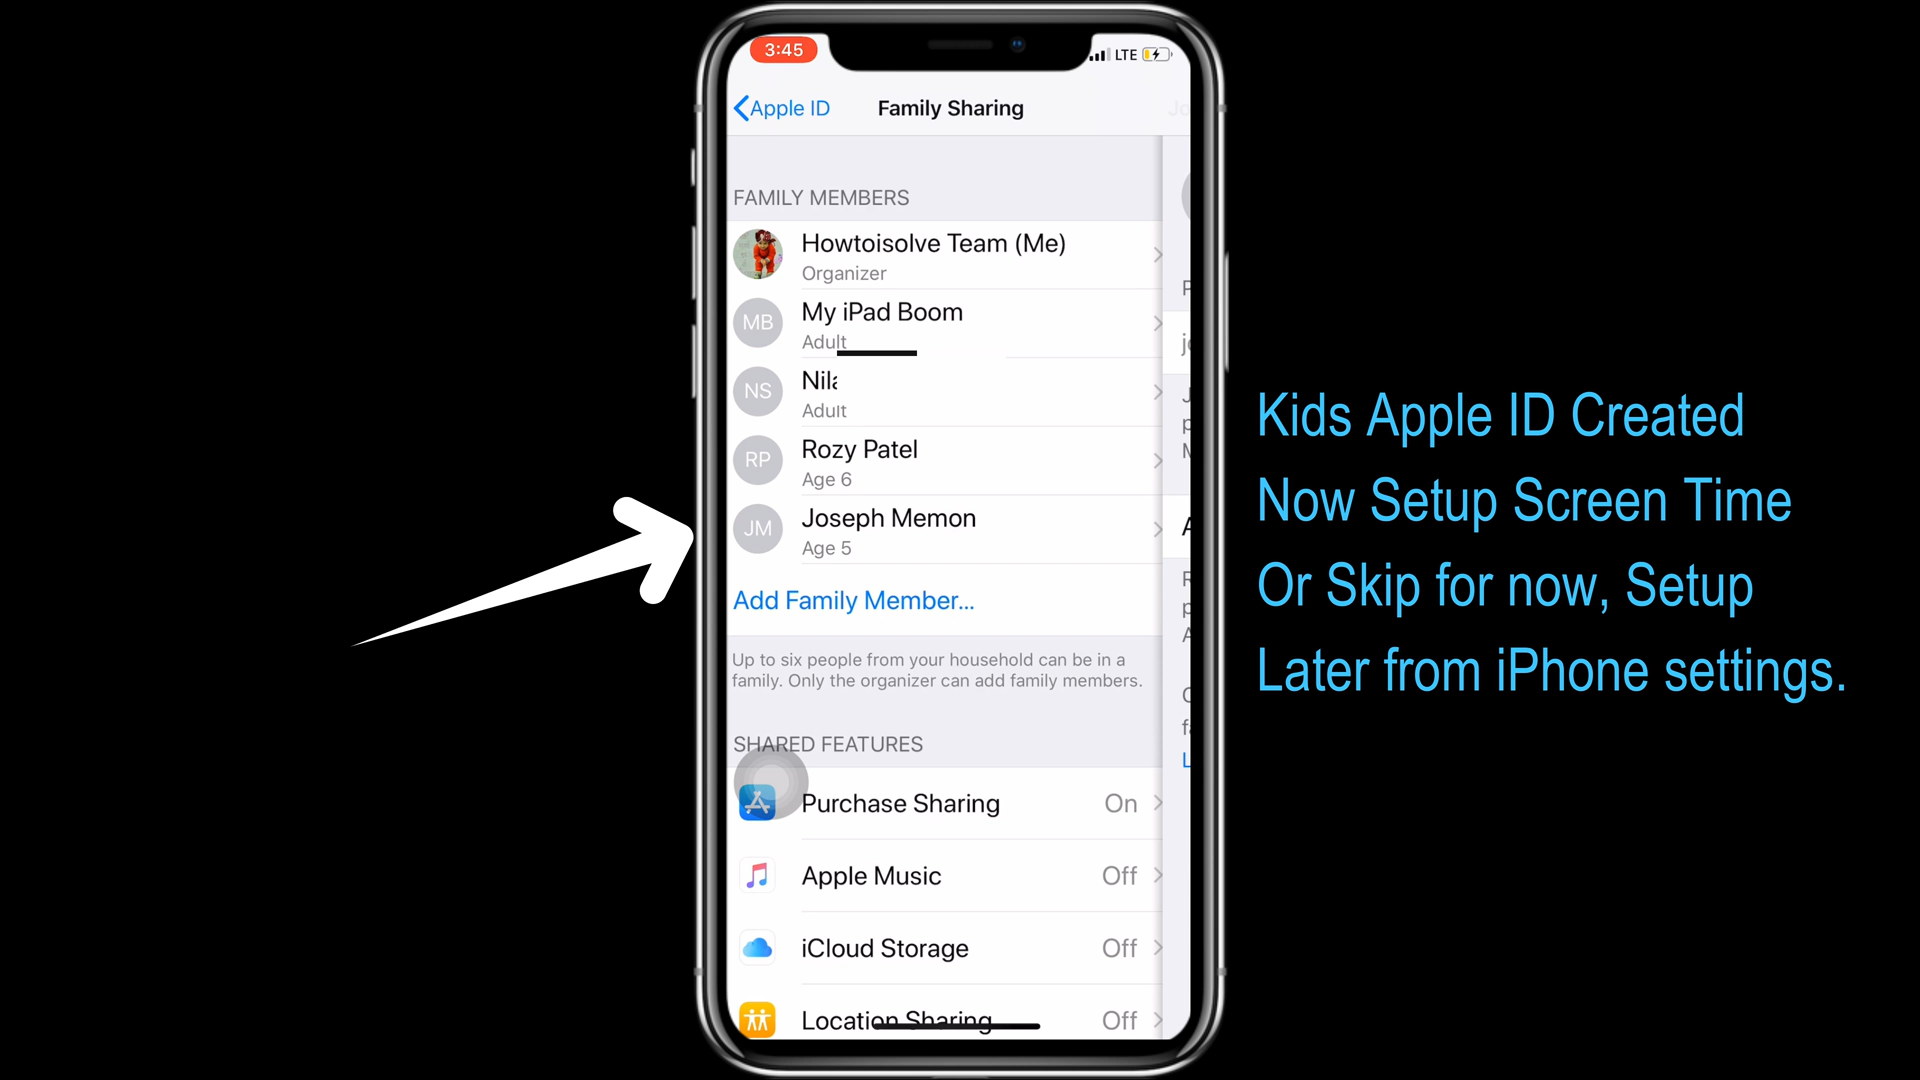 3:45
LTE
Apple ID
Family Sharing
FAMILY MEMBERS
Howtoisolve Team (Me)
Organizer
MB
My iPad Boom
Adult
NS
Adult
RP
Rozy Patel
Age 6
JM
Joseph Memon
Age 5
Add Family Member...
Up to six people from your household can be in a
family. Only the organizer can add family members.
SHARED FEATURES
Purchase Sharing
On
Apple Music
Off
iCloud Storage
Off
Location Sharing
Off
Kids Apple ID Created
Now Setup Screen Time
Or Skip for now, Setup
Later from iPhone settings.